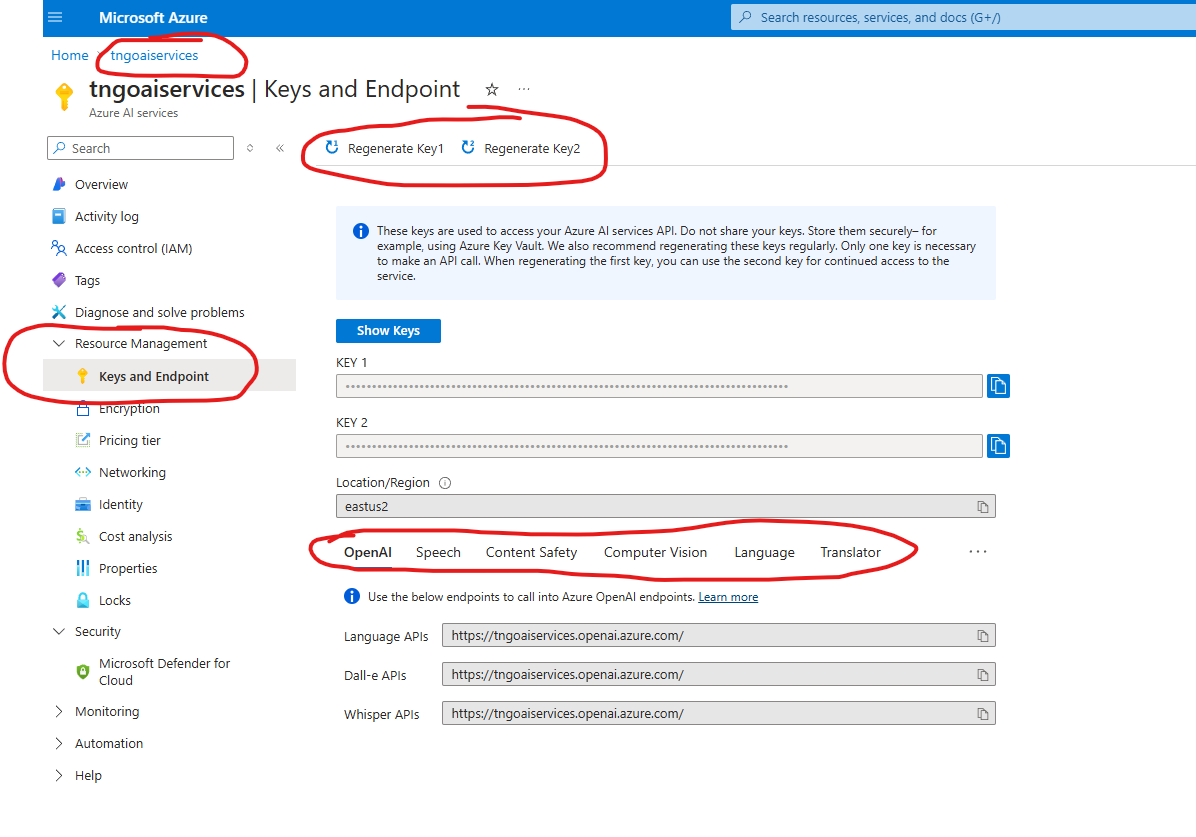 Microsoft Azure
Search resources, services, and docs (G+/)
Home > tngoaiservices
tngoaiservices | Keys and Endpoint
Azure AI services
Search
Regenerate Key1
Regenerate Key2
Overview
Activity log
Access control (IAM)
Tags
Diagnose and solve problems
Resource Management
Keys and Endpoint
Encryption
Pricing tier
Networking
Identity
Cost analysis
Properties
Locks
Security
Microsoft Defender for
Cloud
Monitoring
Automation
Help
These keys are used to access your Azure AI services API. Do not share your keys. Store them securely– for
example, using Azure Key Vault. We also recommend regenerating these keys regularly. Only one key is necessary
to make an API call. When regenerating the first key, you can use the second key for continued access to the
service.
Show Keys
KEY 1
KEY 2
Location/Region
eastus2
OpenAI Speech Content Safety Computer Vision Language Translator
Use the below endpoints to call into Azure OpenAI endpoints. Learn more
Language APIs https://tngoaiservices.openai.azure.com/
Dall-e APIs https://tngoaiservices.openai.azure.com/
Whisper APIs https://tngoaiservices.openai.azure.com/